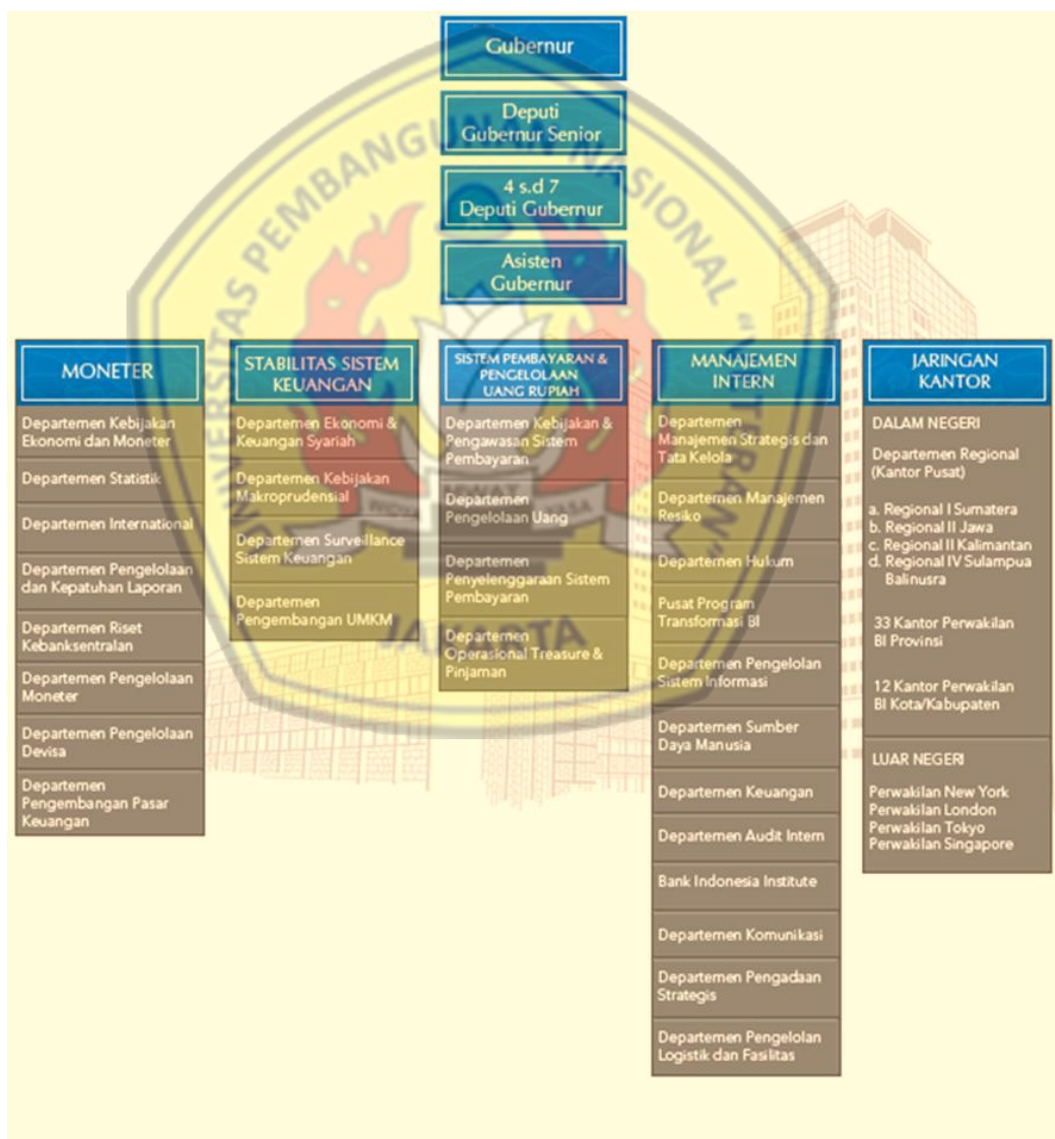 Gubernur
Deputi
Gubernur Senior
4 s.d 7
Deputi Gubernur
Asisten
Gubernur
MONETER
Departemen Kebijakan
Ekonomi dan Moneter
Departemen Statistik
Departemen International
Departemen Pengelolaan
dan Kepatuhan Laporan
Departemen Riset
Kebanksentralan
Departemen Pengelolaan
Moneter
Departemen Pengelolaan
Devisa
Departemen
Pengembangan Pasar
Keuangan
STABILITAS SISTEM
KEUANGAN
Departemen Ekonomi &
Keuangan Syariah
Departemen Kebijakan
Makroprudensial
Departemen Surveillance
Sistem Keuangan
Departemen
Pengembangan UMKM
SISTEM PEMBAYARAN &
PENGELOLAAN
UANG RUPIAH
Departemen Kebijakan &
Pengawasan Sistem
Pembayaran
Departemen
Pengelolaan Uang
Departemen
Penyelenggaraan Sistem
Pembayaran
Departemen
Operasional Treasure &
Pinjaman
MANAJEMEN
INTERN
Departemen
Manajemen Strategis dan
Tata Kelola
Departemen Manajemen
Resiko
Departemen Hukum
Pusat Program
Transformasi BI
Departemen Pengelolan
Sistem Informasi
Departemen Sumber
Daya Manusia
Departemen Keuangan
Departemen Audit Intern
Bank Indonesia Institute
Departemen Komunikasi
Departemen Pengadaan
Strategis
Departemen Pengelolan
Logistik dan Fasilitas
JARINGAN
KANTOR
DALAM NEGERI
Departemen Regional
(Kantor Pusat)
a. Regional I Sumatera
b. Regional II Jawa
c. Regional II Kalimantan
d. Regional IV Sulampua
Balinusra
33 Kantor Perwakilan
BI Provinsi
12 Kantor Perwakilan
BI Kota/Kabupaten
LUAR NEGERI
Perwakilan New York
Perwakilan London
Perwakilan Tokyo
Perwakilan Singapore
UNIVERSITAS PEMBANGUNAN NASIONAL "VETERAN"
JAKARTA